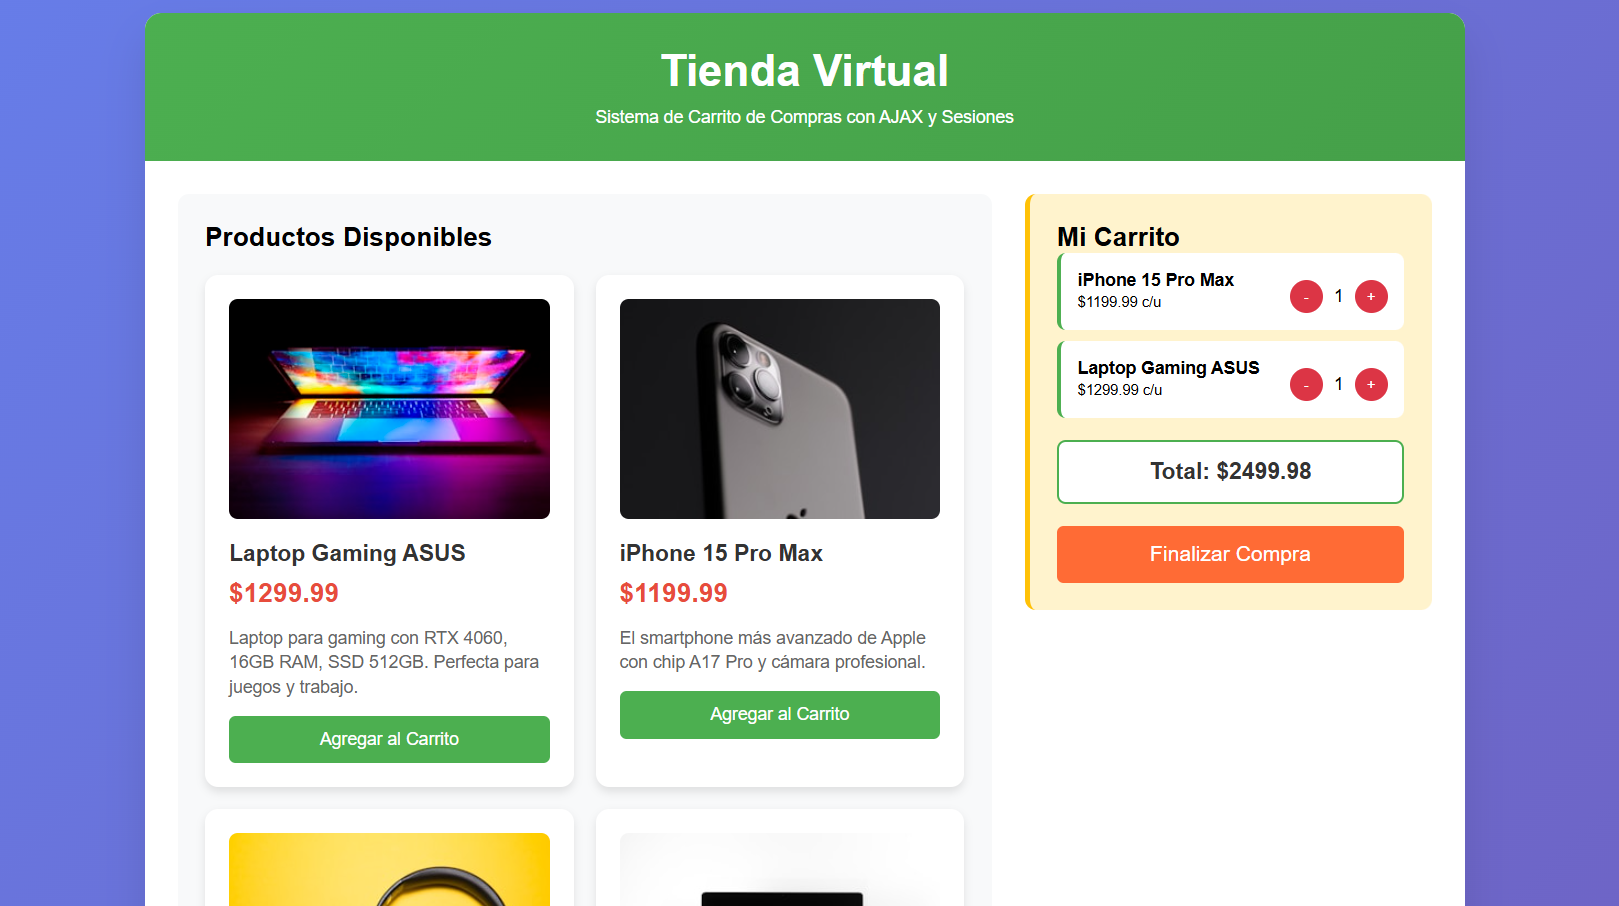 Tienda Virtual
Sistema de Carrito de Compras con AJAX y Sesiones
Productos Disponibles
Laptop Gaming ASUS
$1299.99
Laptop para gaming con RTX 4060,
16GB RAM, SSD 512GB. Perfecta para
juegos y trabajo.
Agregar al Carrito
iPhone 15 Pro Max
$1199.99
El smartphone más avanzado de Apple
con chip A17 Pro y cámara profesional.
Agregar al Carrito
Mi Carrito
iPhone 15 Pro Max
$1199.99 c/u
- 1 +
Laptop Gaming ASUS
$1299.99 c/u
- 1 +
Total: $2499.98
Finalizar Compra